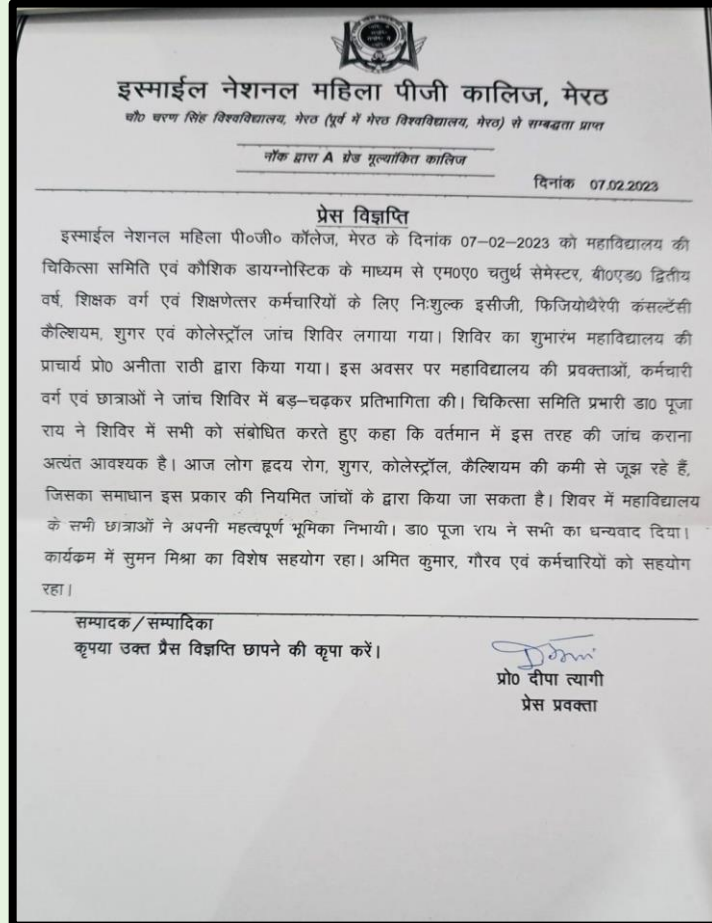 इस्माईल नेशनल महिला पीजी कालिज, मेरठ
चौ० चरण सिंह विश्वविद्यालय, मेरठ (पूर्व में मेरठ विश्वविद्यालय, मेरठ) से सम्बद्धता प्राप्त
नॉक द्वारा A ग्रेड मूल्यांकित कालिज
दिनांक 07.02.2023
प्रेस विज्ञप्ति
इस्माईल नेशनल महिला पी०जी० कॉलेज, मेरठ के दिनांक 07–02–2023 को महाविद्यालय की
चिकित्सा समिति एवं कौशिक डायग्नोस्टिक के माध्यम से एम०ए० चतुर्थ सेमेस्टर, बी०एड० द्वितीय
वर्ष, शिक्षक वर्ग एवं शिक्षणेत्तर कर्मचारियों के लिए निःशुल्क इसीजी, फिजियोथैरेपी कंसल्टेंसी
कैल्शियम, शुगर एवं कोलेस्ट्रॉल जांच शिविर लगाया गया। शिविर का शुभारंभ महाविद्यालय की
प्राचार्य प्रो० अनीता राठी द्वारा किया गया। इस अवसर पर महाविद्यालय की प्रवक्ताओं, कर्मचारी
वर्ग एवं छात्राओं ने जांच शिविर में बड़–चढ़कर प्रतिभागिता की। चिकित्सा समिति प्रभारी डा० पूजा
राय ने शिविर में सभी को संबोधित करते हुए कहा कि वर्तमान में इस तरह की जांच कराना
अत्यंत आवश्यक है। आज लोग हृदय रोग, शुगर, कोलेस्ट्रॉल, कैल्शियम की कमी से जूझ रहे हैं,
जिसका समाधान इस प्रकार की नियमित जांचों के द्वारा किया जा सकता है। शिवर में महाविद्यालय
के सभी छात्राओं ने अपनी महत्वपूर्ण भूमिका निभायी। डा० पूजा राय ने सभी का धन्यवाद दिया।
कार्यक्रम में सुमन मिश्रा का विशेष सहयोग रहा। अमित कुमार, गौरव एवं कर्मचारियों को सहयोग
रहा।
सम्पादक/सम्पादिका
कृपया उक्त प्रैस विज्ञप्ति छापने की कृपा करें।
प्रो० दीपा त्यागी
प्रेस प्रवक्ता